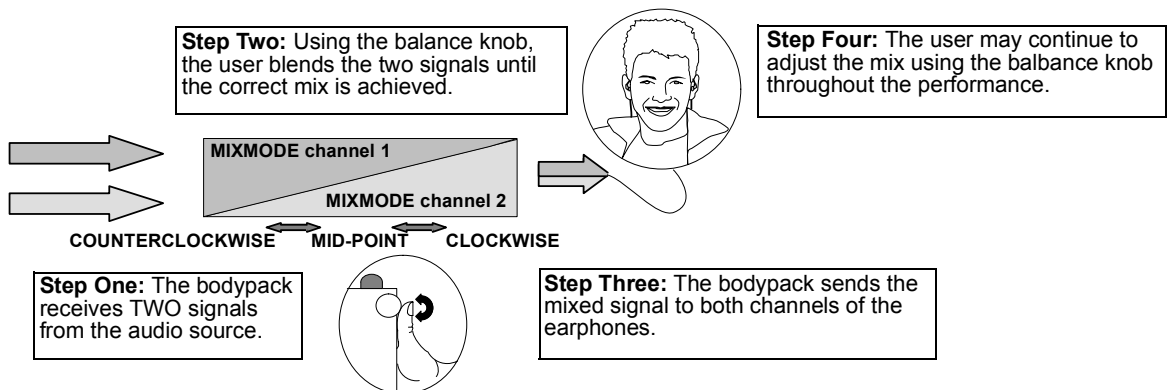 Step Two: Using the balance knob,
the user blends the two signals until
the correct mix is achieved.
Step Four: The user may continue to
adjust the mix using the balbance knob
throughout the performance.
MIXMODE channel 1
MIXMODE channel 2
COUNTERCLOCKWISE MID-POINT CLOCKWISE
Step One: The bodypack
receives TWO signals
from the audio source.
Step Three: The bodypack sends the
mixed signal to both channels of the
earphones.